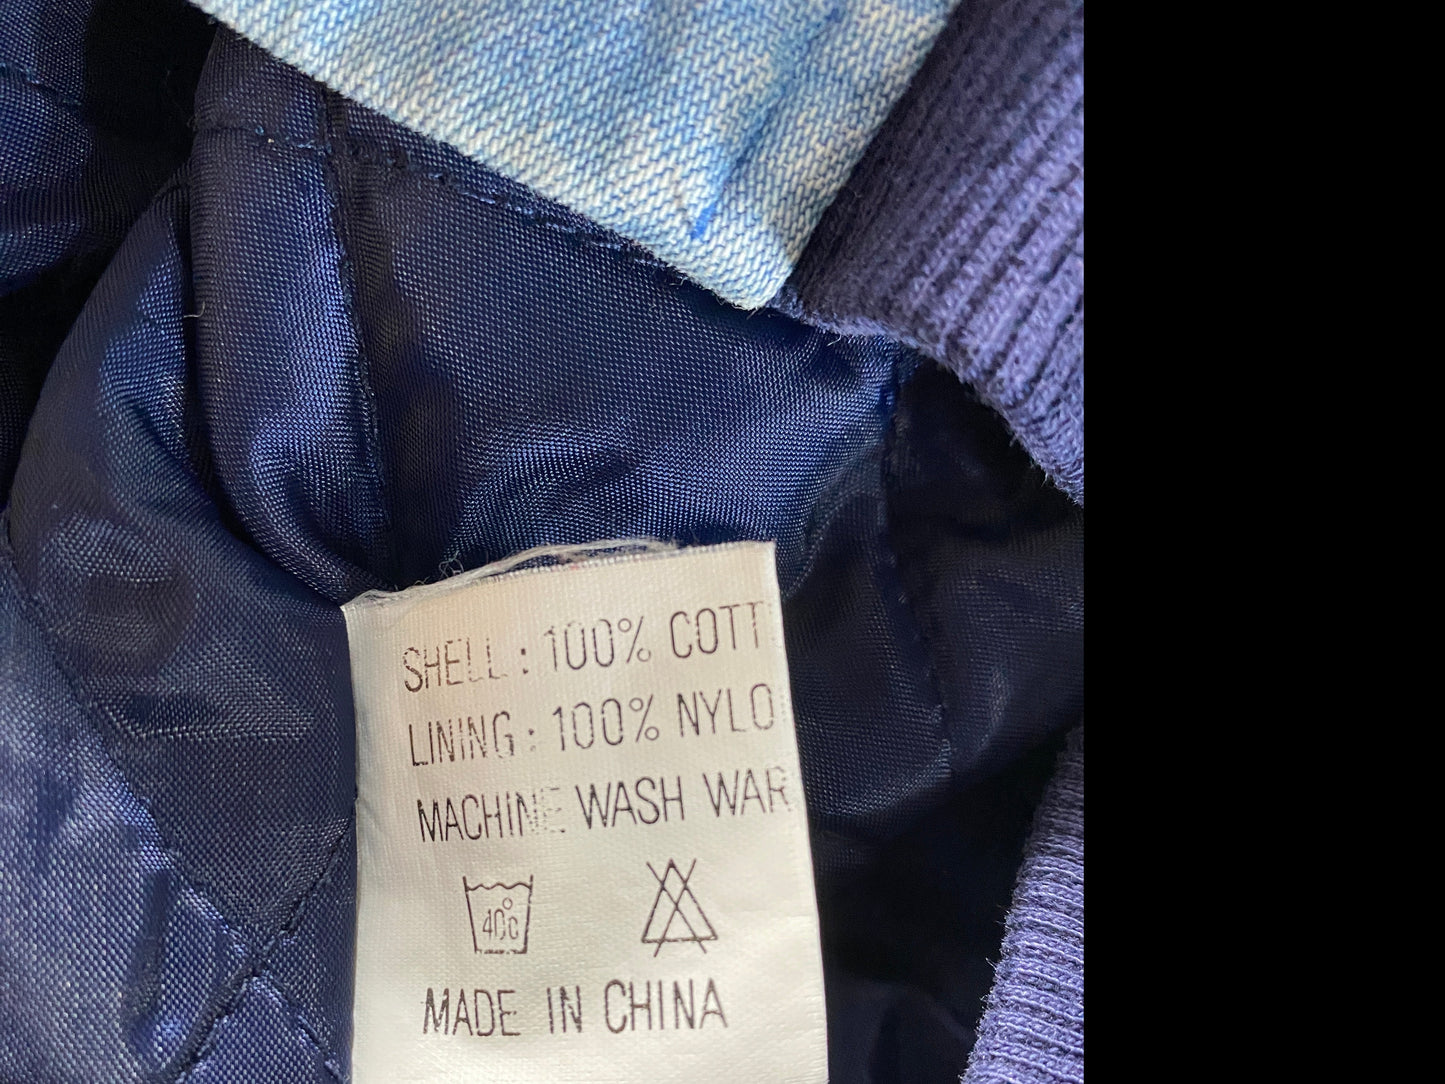 SHELL : 100% COTT
LINING : 100% NYLO
MACHINE WASH WAR
40°C
MADE IN CHINA